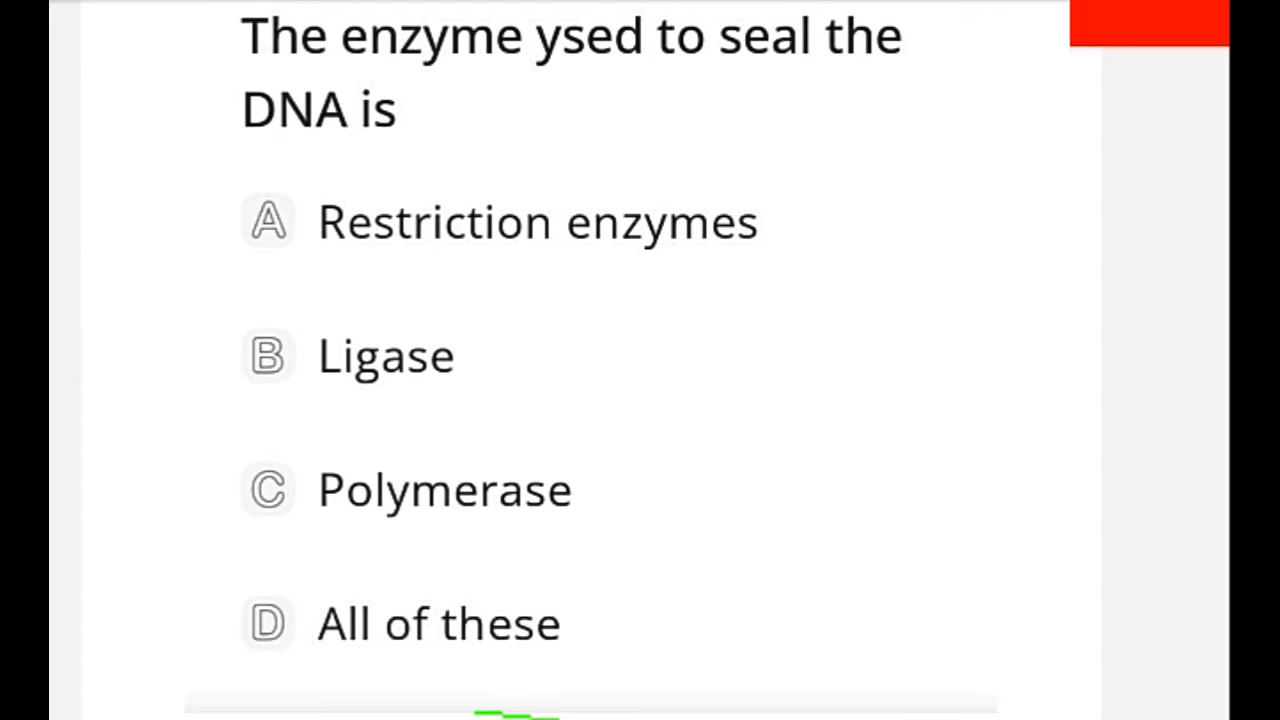 The enzyme ysed to seal the
DNA is
A Restriction enzymes
B Ligase
C Polymerase
D All of these